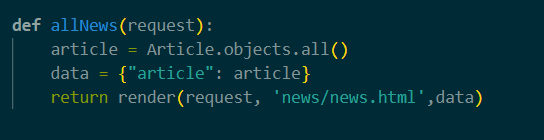 def allNews(request):
    article = Article.objects.all()
    data = {"article": article}
    return render(request, 'news/news.html',data)